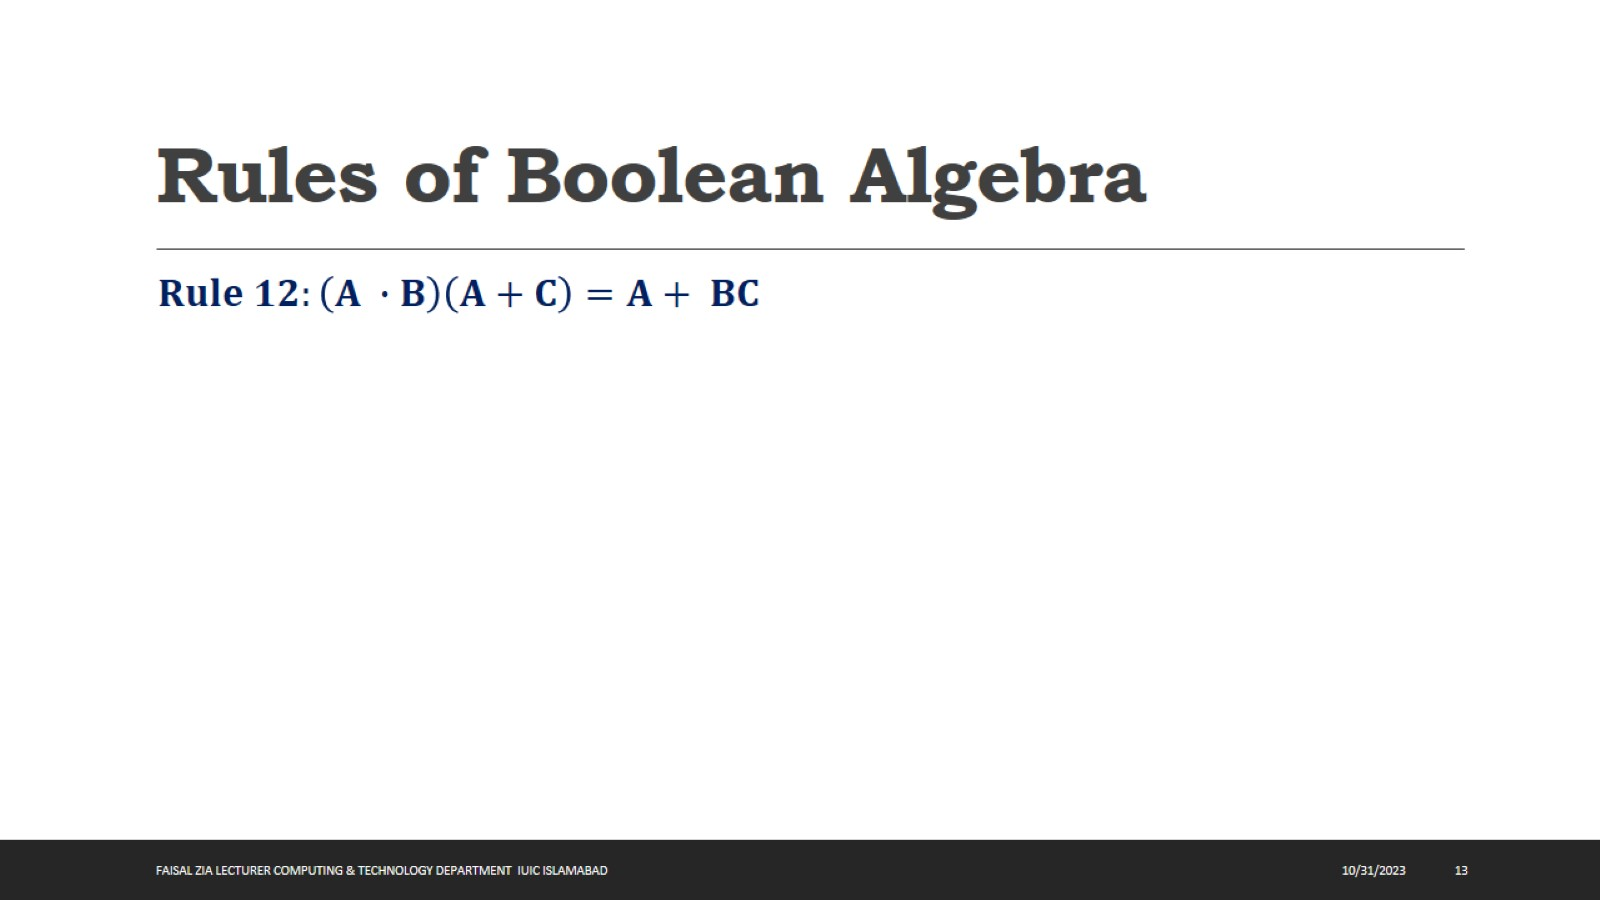 Rules of Boolean Algebra
Rule 12: (A · B)(A + C) = A + BC
FAISAL ZIA LECTURER COMPUTING & TECHNOLOGY DEPARTMENT IUIC ISLAMABAD
10/31/2023
13